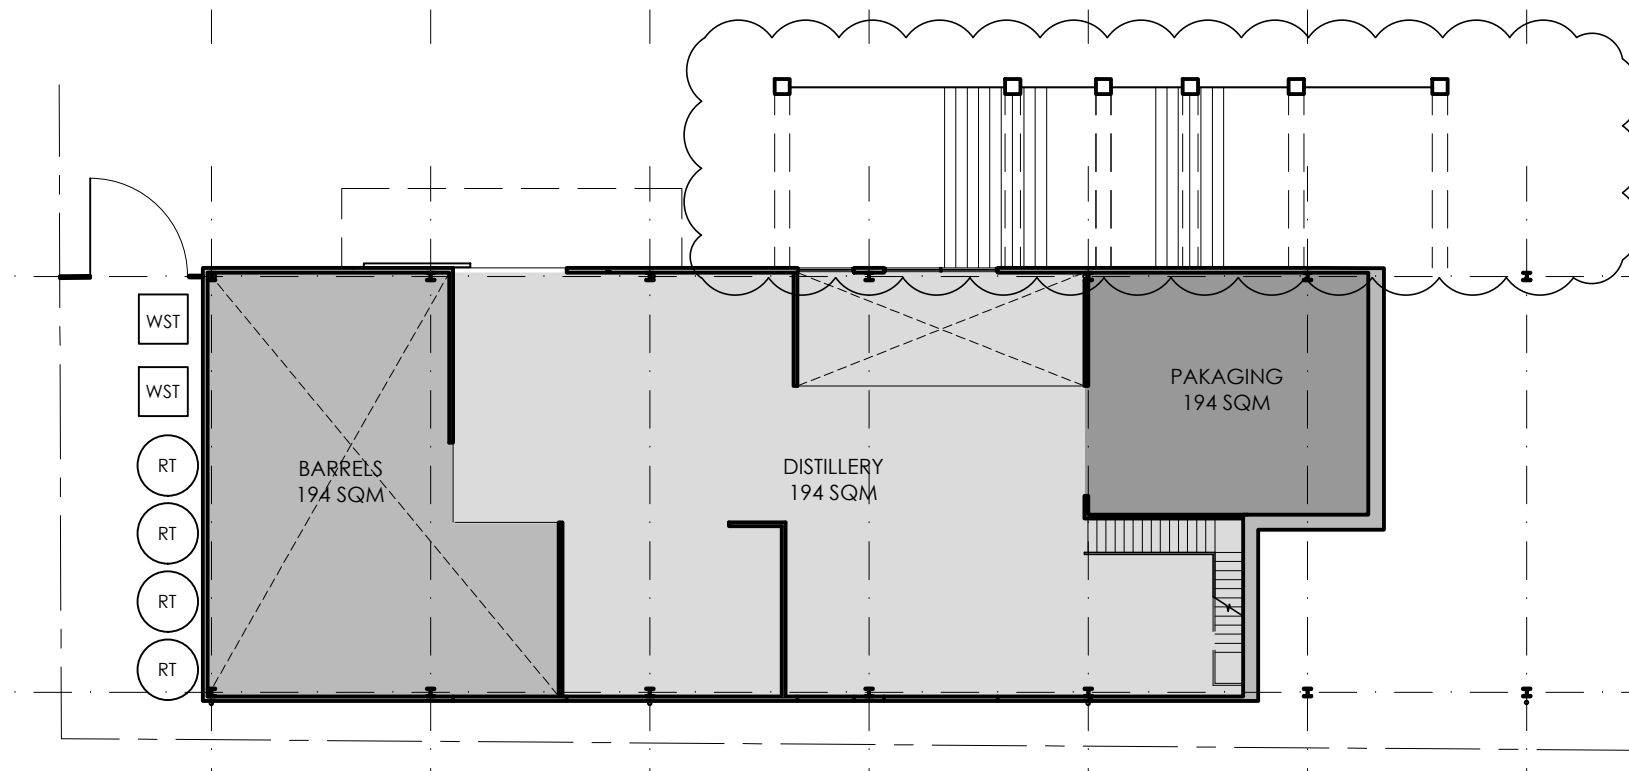 WST
WST
PAKAGING
194 SQM
BARRELS
194 SQM
DISTILLERY
194 SQM
RT
RT
RT
RT